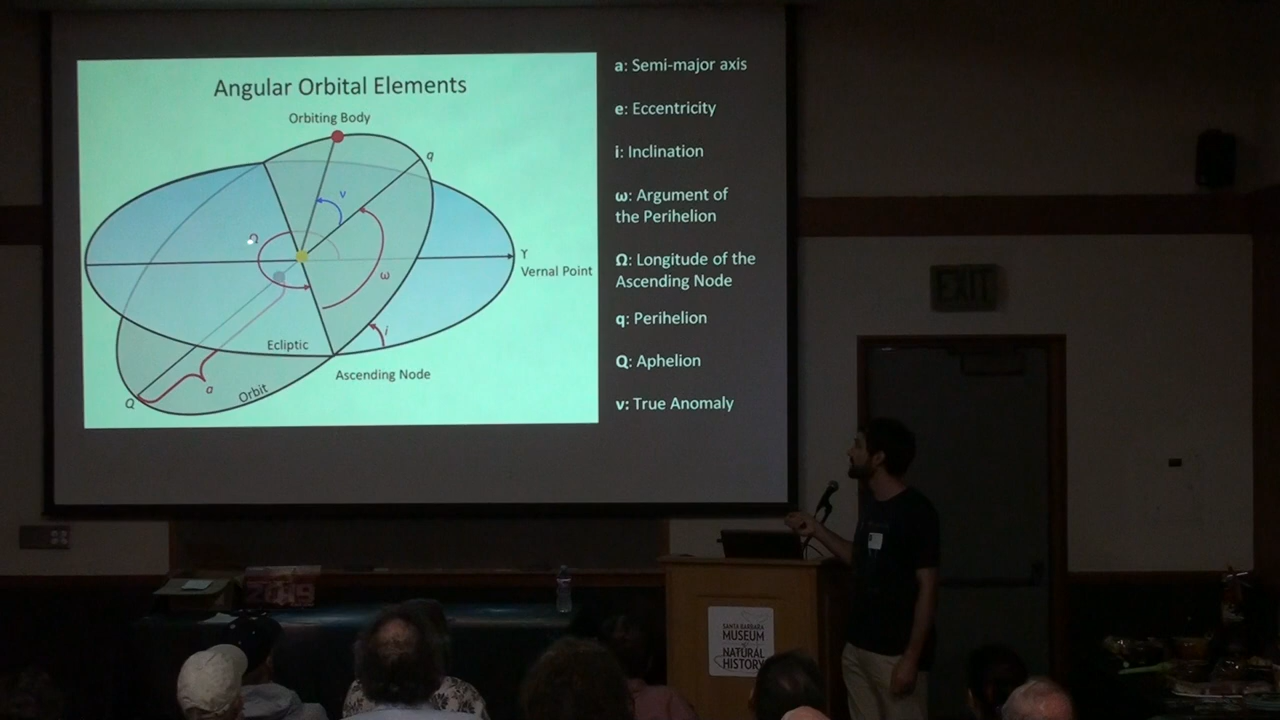 Angular Orbital Elements
Orbiting Body
q
ν
Ω
ϒ
Vernal Point
ω
i
Ecliptic
Ascending Node
a
Orbit
Q
a: Semi-major axis
e: Eccentricity
i: Inclination
ω: Argument of
the Perihelion
Ω: Longitude of the
Ascending Node
q: Perihelion
Q: Aphelion
ν: True Anomaly
EXIT
2019
SANTA BARBARA
MUSEUM
NATURAL
HISTORY